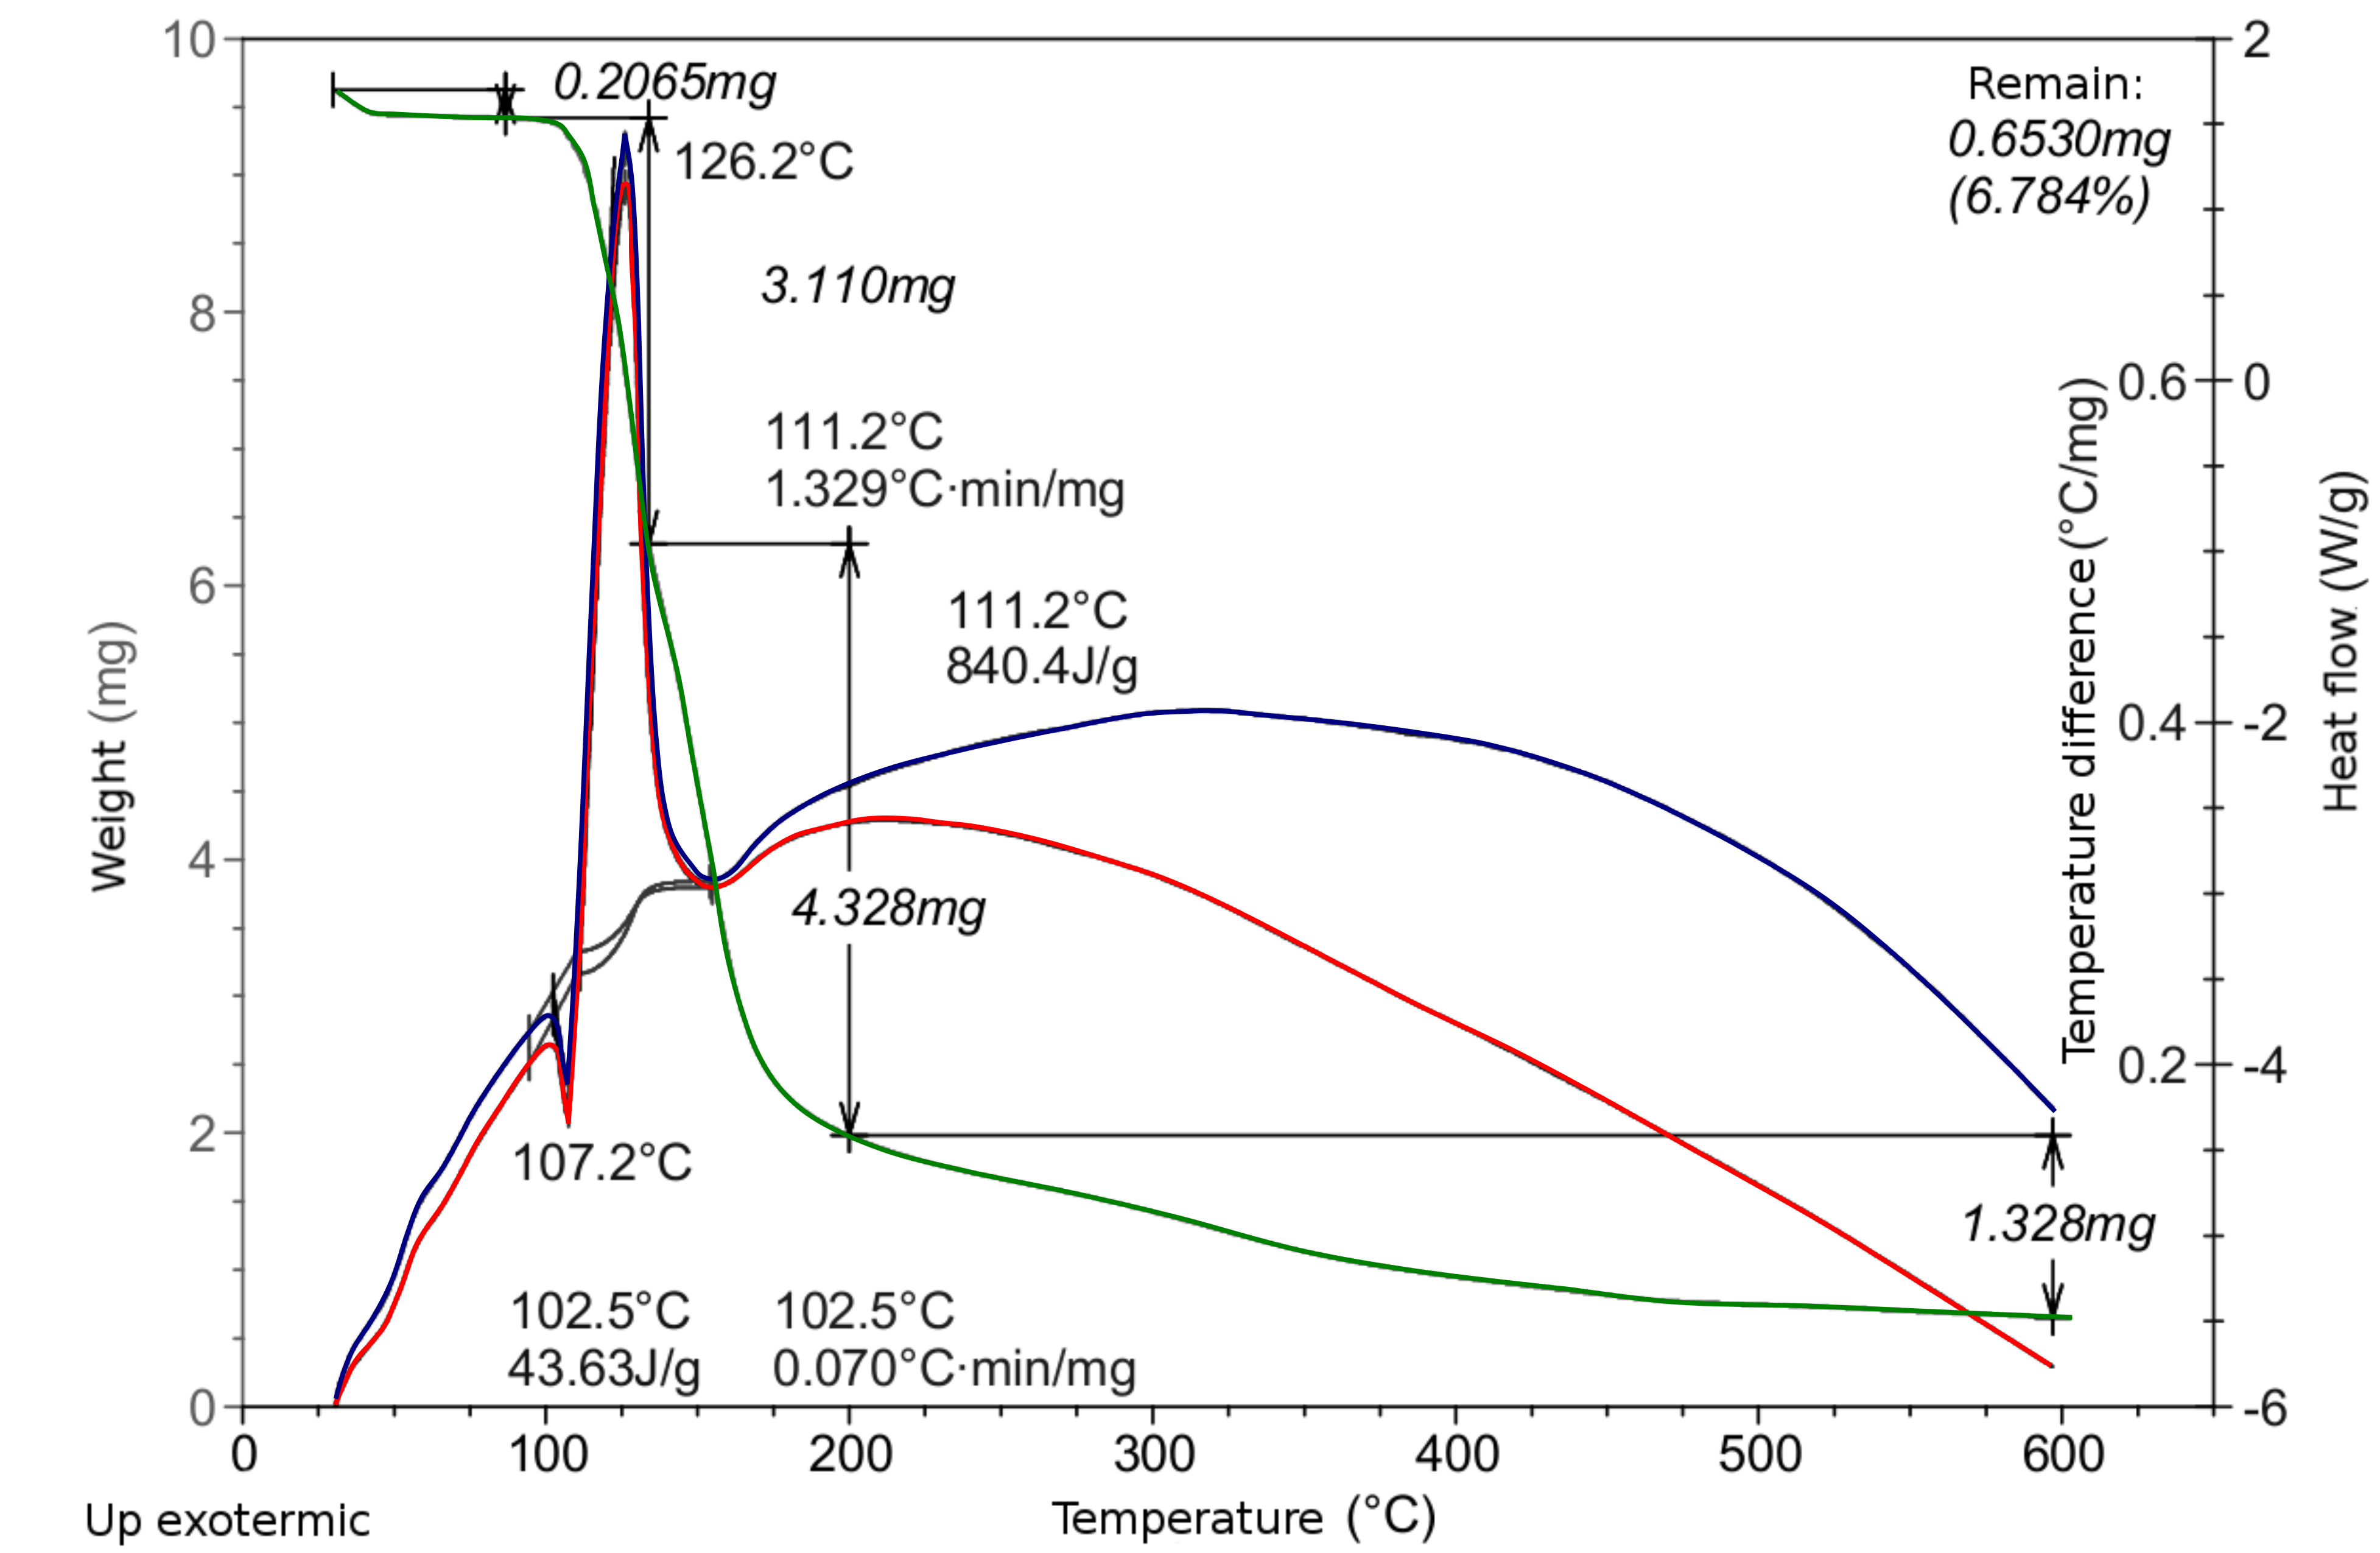 10
8
6
4
2
0
Weight (mg)
0.2065mg
126.2°C
3.110mg
111.2°C
1.329°C·min/mg
111.2°C
840.4J/g
4.328mg
107.2°C
102.5°C
43.63J/g
102.5°C
0.070°C·min/mg
Remain:
0.6530mg
(6.784%)
1.328mg
0.6
0.4
0.2
Temperature difference (°C/mg)
2
0
-2
-4
-6
Heat flow (W/g)
0 100 200 300 400 500 600
Up exotermic
Temperature (°C)